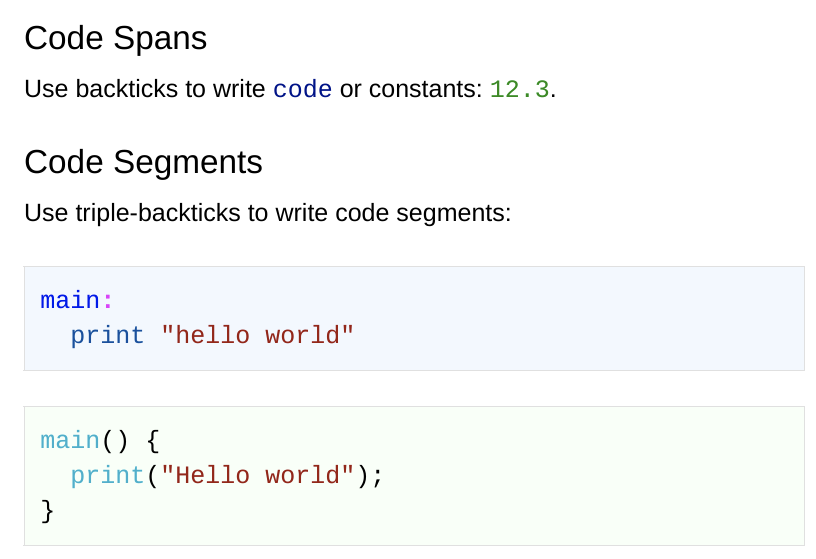 Code Spans
Use backticks to write code or constants: 12.3.
Code Segments
Use triple-backticks to write code segments:
main:
  print "hello world"
main() {
  print("Hello world");
}